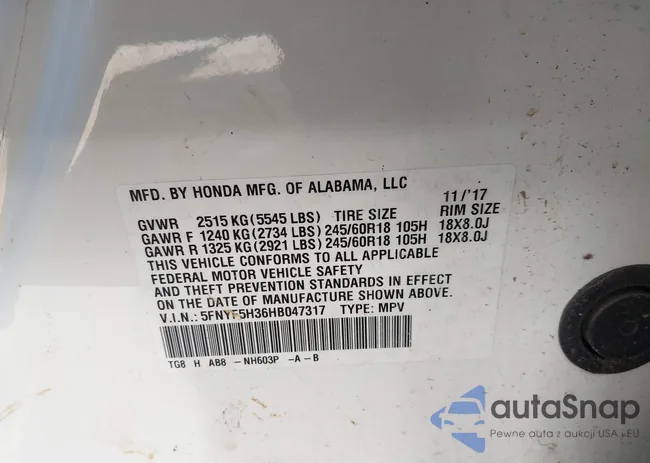 MFD. BY HONDA MFG. OF ALABAMA, LLC 11/'17
GVWR 2515 KG (5545 LBS) TIRE SIZE RIM SIZE
GAWR F 1240 KG (2734 LBS) 245/60R18 105H 18X8.0J
GAWR R 1325 KG (2921 LBS) 245/60R18 105H 18X8.0J
THIS VEHICLE CONFORMS TO ALL APPLICABLE
FEDERAL MOTOR VEHICLE SAFETY
AND THEFT PREVENTION STANDARDS IN EFFECT
ON THE DATE OF MANUFACTURE SHOWN ABOVE.
V.I.N.: 5FNYF5H36HB047317 TYPE: MPV
TG8 H AB8 -NH603P -A-B
autaSnap
Pewne auta z aukcji USA i EU